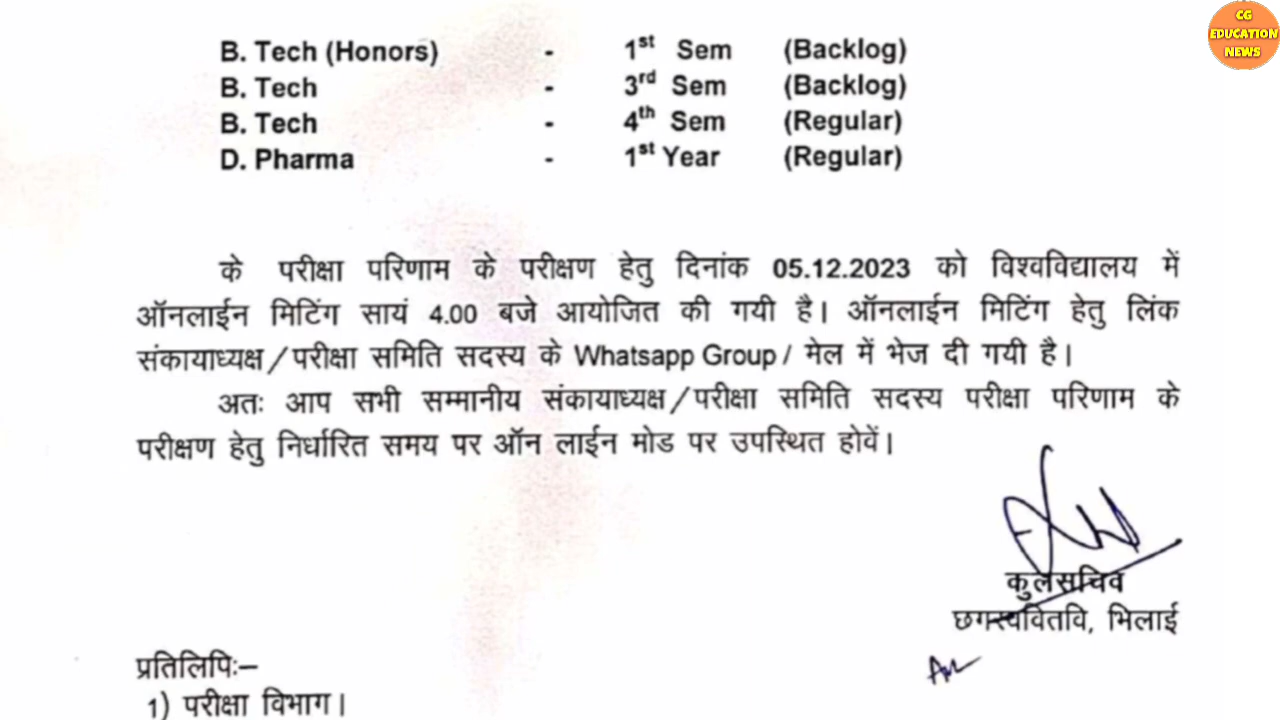 CG
EDUCATION
NEWS
B. Tech (Honors) - 1st Sem (Backlog)
B. Tech - 3rd Sem (Backlog)
B. Tech - 4th Sem (Regular)
D. Pharma - 1st Year (Regular)
के परीक्षा परिणाम के परीक्षण हेतु दिनांक 05.12.2023 को विश्वविद्यालय में
ऑनलाईन मिटिंग सायं 4.00 बजे आयोजित की गयी है। ऑनलाईन मिटिंग हेतु लिंक
संकायाध्यक्ष/परीक्षा समिति सदस्य के Whatsapp Group/ मेल में भेज दी गयी है।
अतः आप सभी सम्मानीय संकायाध्यक्ष/परीक्षा समिति सदस्य परीक्षा परिणाम के
परीक्षण हेतु निर्धारित समय पर ऑन लाईन मोड पर उपस्थित होवें।
कुलसचिव
छगस्वावितवि, भिलाई
प्रतिलिपिः–
1) परीक्षा विभाग।